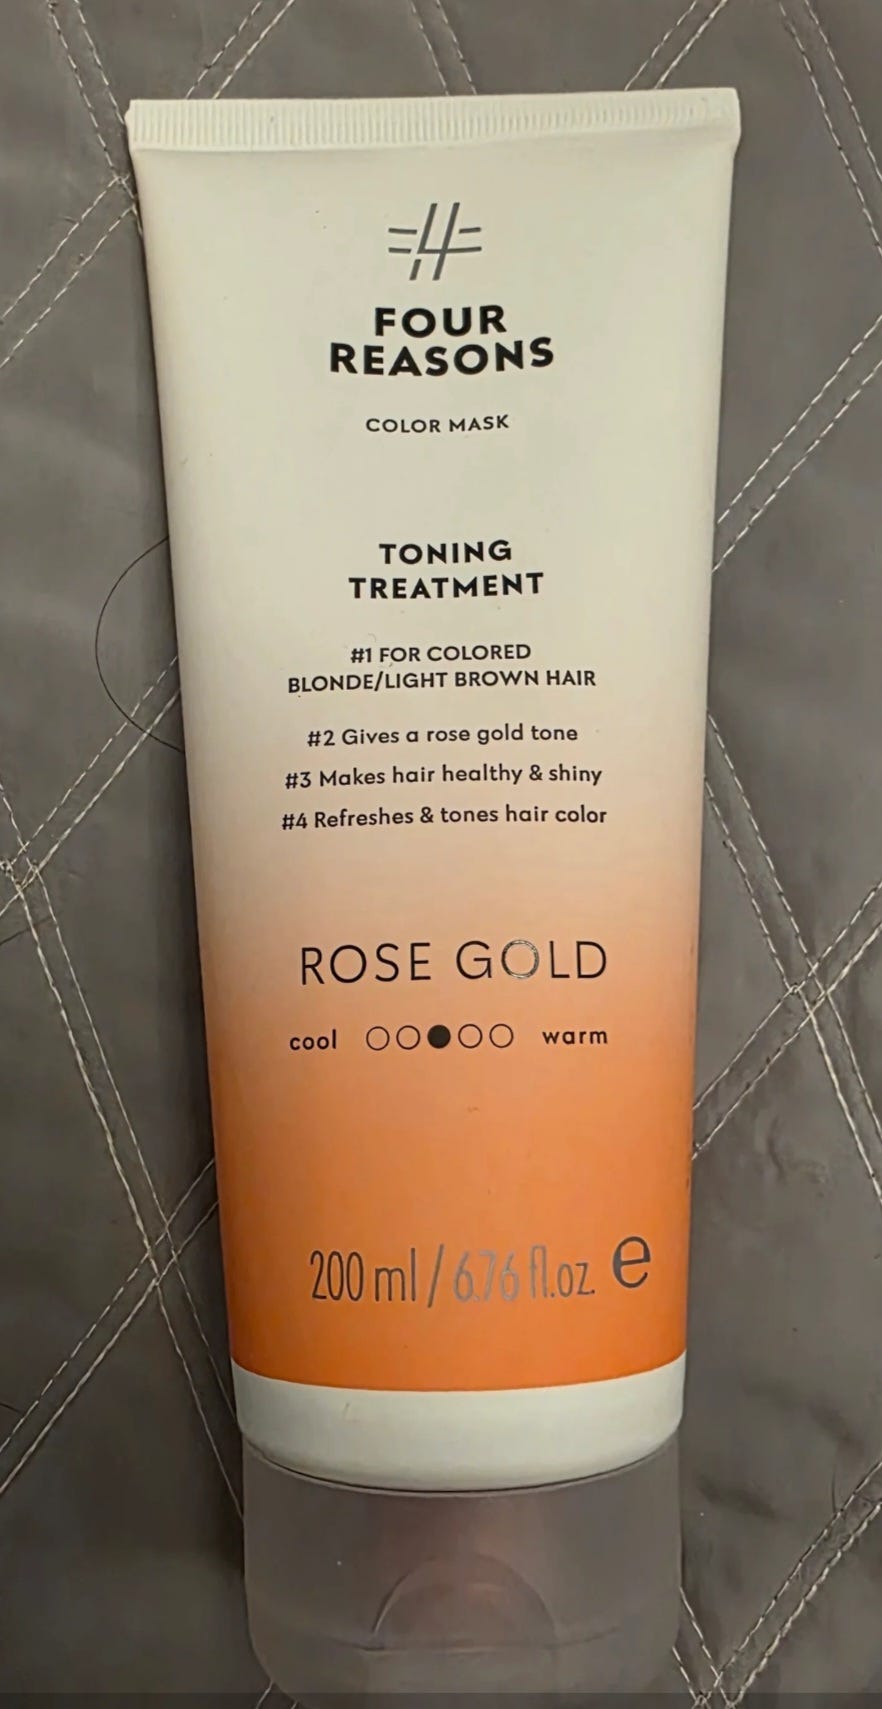 FOUR
REASONS
COLOR MASK
TONING
TREATMENT
#1 FOR COLORED
BLONDE/LIGHT BROWN HAIR
#2 Gives a rose gold tone
#3 Makes hair healthy & shiny
#4 Refreshes & tones hair color
ROSE GOLD
cool warm
200 ml / 6.76 fl.oz. e